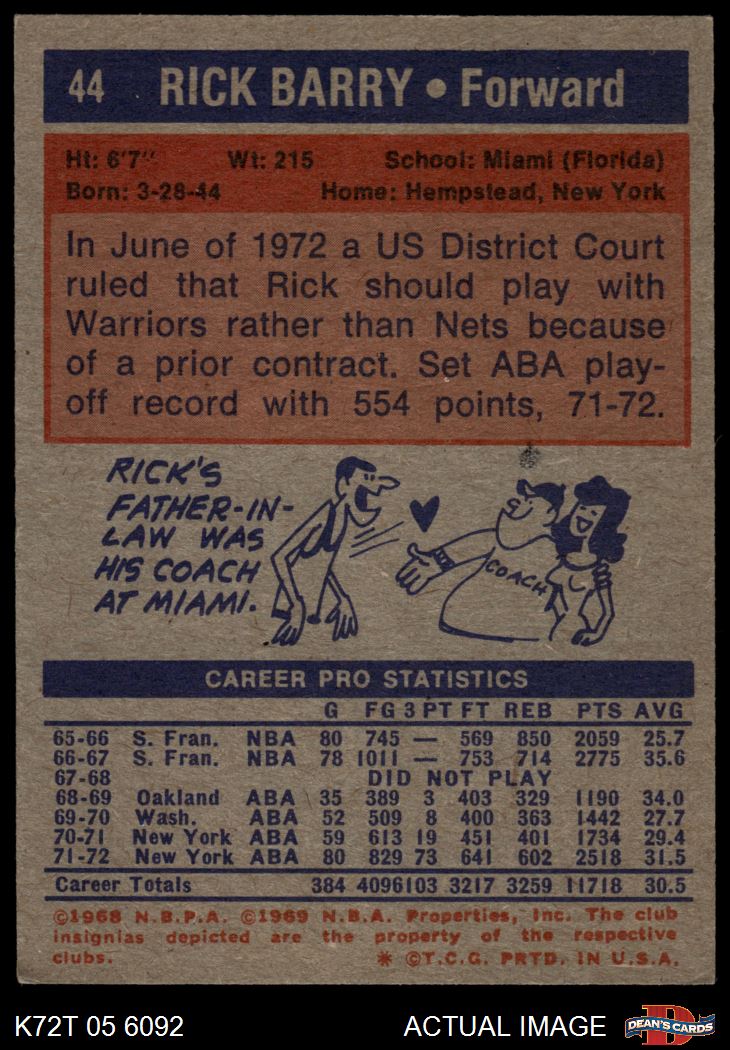 44 RICK BARRY • Forward
Ht: 6'7" Wt: 215 School: Miami (Florida)
Born: 3-28-44 Home: Hempstead, New York
In June of 1972 a US District Court
ruled that Rick should play with
Warriors rather than Nets because
of a prior contract. Set ABA play-
off record with 554 points, 71-72.
RICK'S
FATHER-IN-
LAW WAS
HIS COACH
AT MIAMI.
COACH
CAREER PRO STATISTICS
G FG 3 PT FT REB PTS AVG
65-66 S. Fran. NBA 80 745 — 569 850 2059 25.7
66-67 S. Fran. NBA 78 1011 — 753 714 2775 35.6
67-68 DID NOT PLAY
68-69 Oakland ABA 35 389 3 403 329 1190 34.0
69-70 Wash. ABA 52 509 8 400 363 1442 27.7
70-71 New York ABA 59 613 19 451 401 1734 29.4
71-72 New York ABA 80 829 73 641 602 2518 31.5
Career Totals 384 4096 103 3217 3259 11718 30.5
©1968 N.B.P.A. ©1969 N.B.A. Properties, Inc. The club
insignias depicted are the property of the respective
clubs. * ©T.C.G. PRTD. IN U.S.A.
K72T 05 6092 ACTUAL IMAGE
D
DEAN'S CARDS